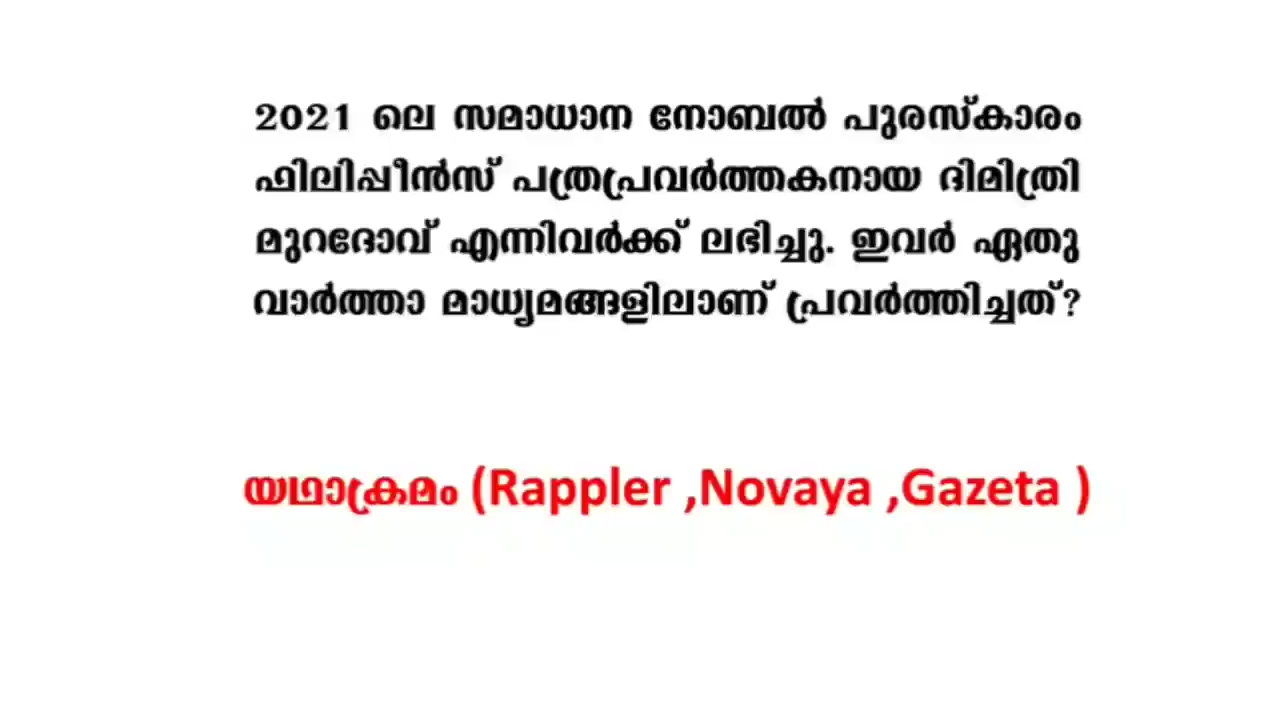 2021 ലെ സമാധാന നോബൽ പുരസ്കാരം
ഫിലിപ്പീൻസ് പത്രപ്രവർത്തകനായ ദിമിത്രി
മുറദോവ് എന്നിവർക്ക് ലഭിച്ചു. ഇവർ ഏതു
വാർത്താ മാധ്യമങ്ങളിലാണ് പ്രവർത്തിച്ചത്?
യഥാക്രമം (Rappler ,Novaya ,Gazeta )